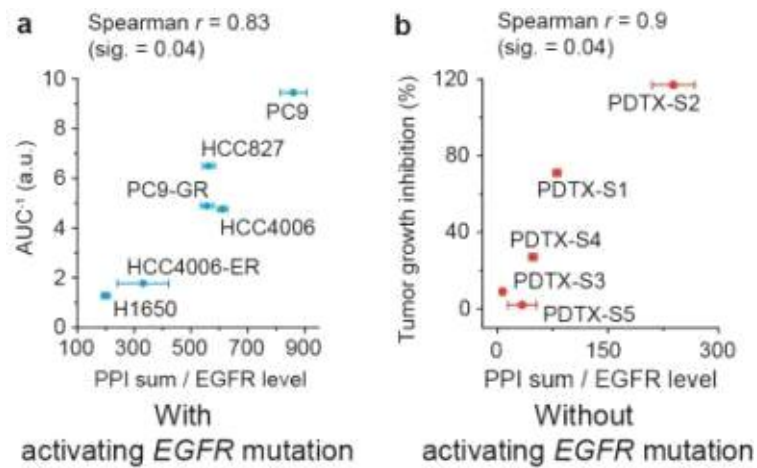 a
Spearman r = 0.83
(sig. = 0.04)
10
8
6
4
2
0
AUC⁻¹ (a.u.)
PC9
HCC827
PC9-GR
HCC4006
HCC4006-ER
H1650
100 300 500 700 900
PPI sum / EGFR level
With
activating EGFR mutation
b
Spearman r = 0.9
(sig. = 0.04)
120
80
40
0
Tumor growth inhibition (%)
PDTX-S2
PDTX-S1
PDTX-S4
PDTX-S3
PDTX-S5
0 150 300
PPI sum / EGFR level
Without
activating EGFR mutation